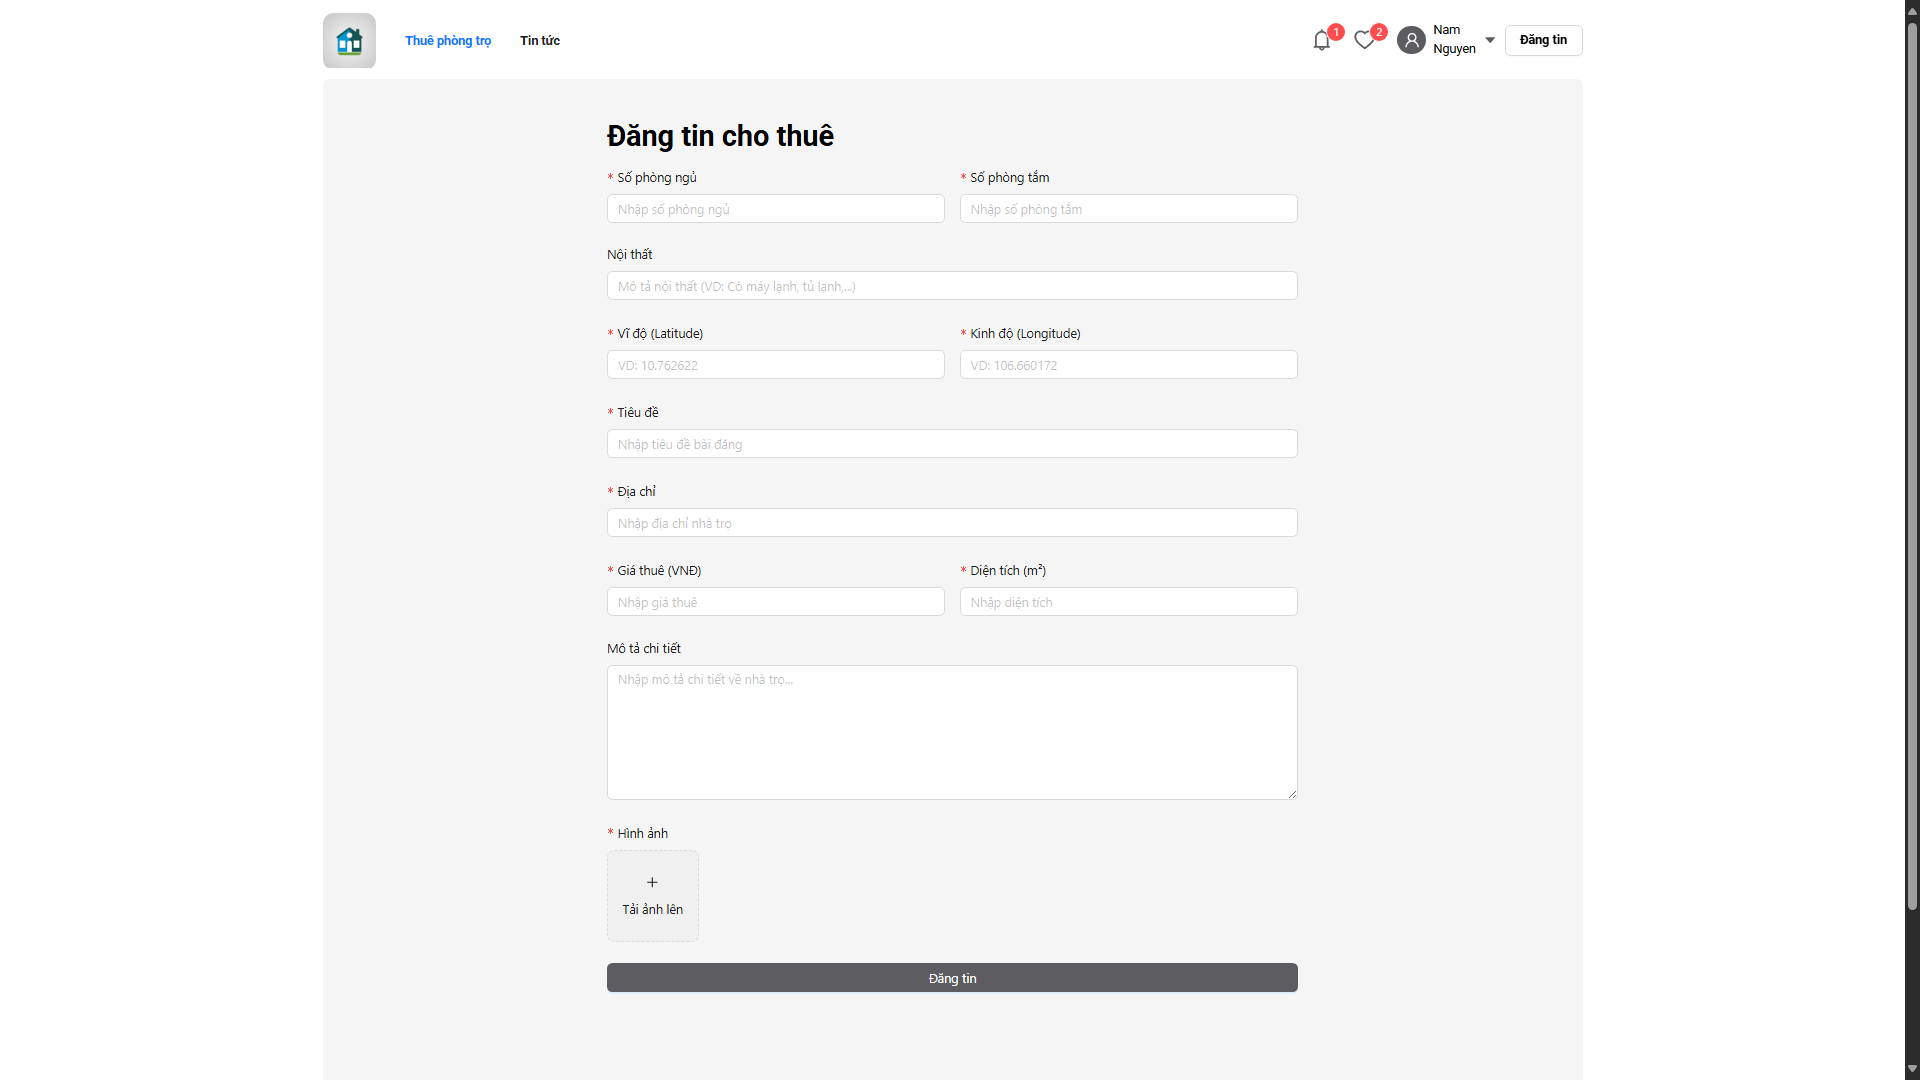 Thuê phòng trọ
Tin tức
1
2
Nam
Nguyen
Đăng tin
Đăng tin cho thuê
* Số phòng ngủ
* Số phòng tắm
Nhập số phòng ngủ
Nhập số phòng tắm
Nội thất
Mô tả nội thất (VD: Có máy lạnh, tủ lạnh,...)
* Vĩ độ (Latitude)
* Kinh độ (Longitude)
VD: 10.762622
VD: 106.660172
* Tiêu đề
Nhập tiêu đề bài đăng
* Địa chỉ
Nhập địa chỉ nhà trọ
* Giá thuê (VNĐ)
* Diện tích (m²)
Nhập giá thuê
Nhập diện tích
Mô tả chi tiết
Nhập mô tả chi tiết về nhà trọ...
* Hình ảnh
Tải ảnh lên
Đăng tin